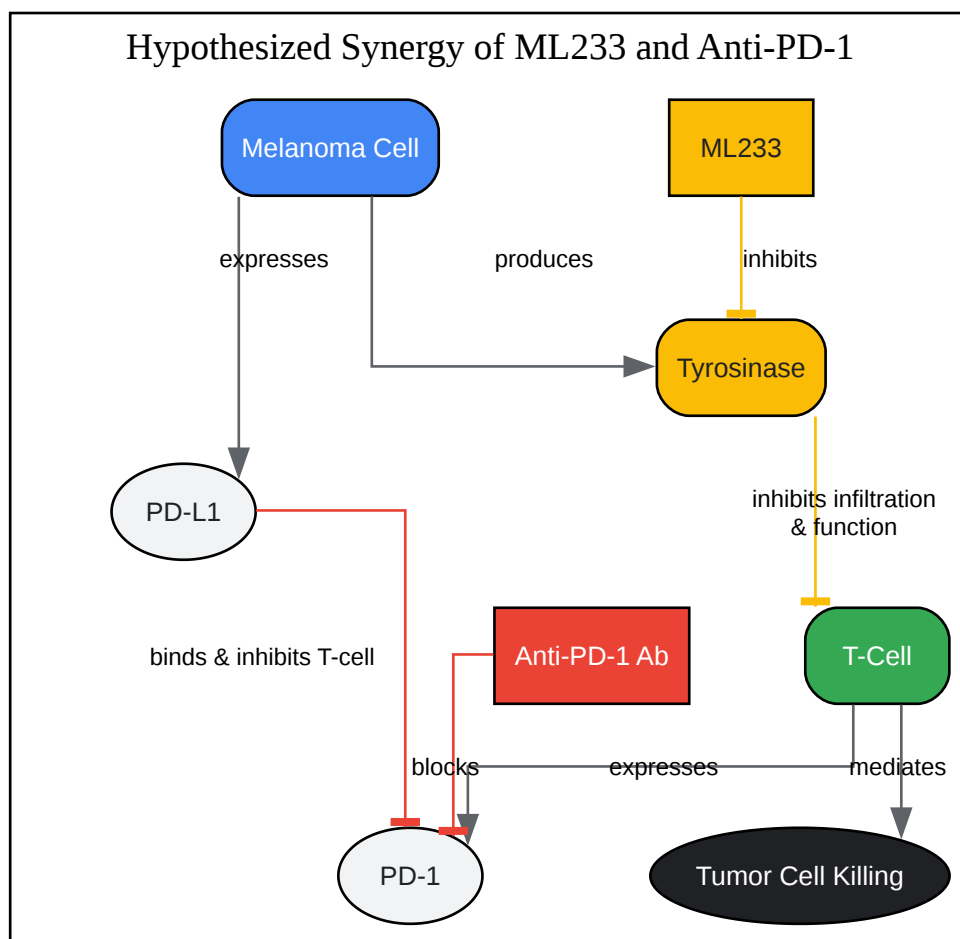 Hypothesized Synergy of ML233 and Anti-PD-1
Melanoma Cell
ML233
expresses
produces
inhibits
Tyrosinase
PD-L1
inhibits infiltration
& function
binds & inhibits T-cell
Anti-PD-1 Ab
T-Cell
blocks
expresses
mediates
PD-1
Tumor Cell Killing